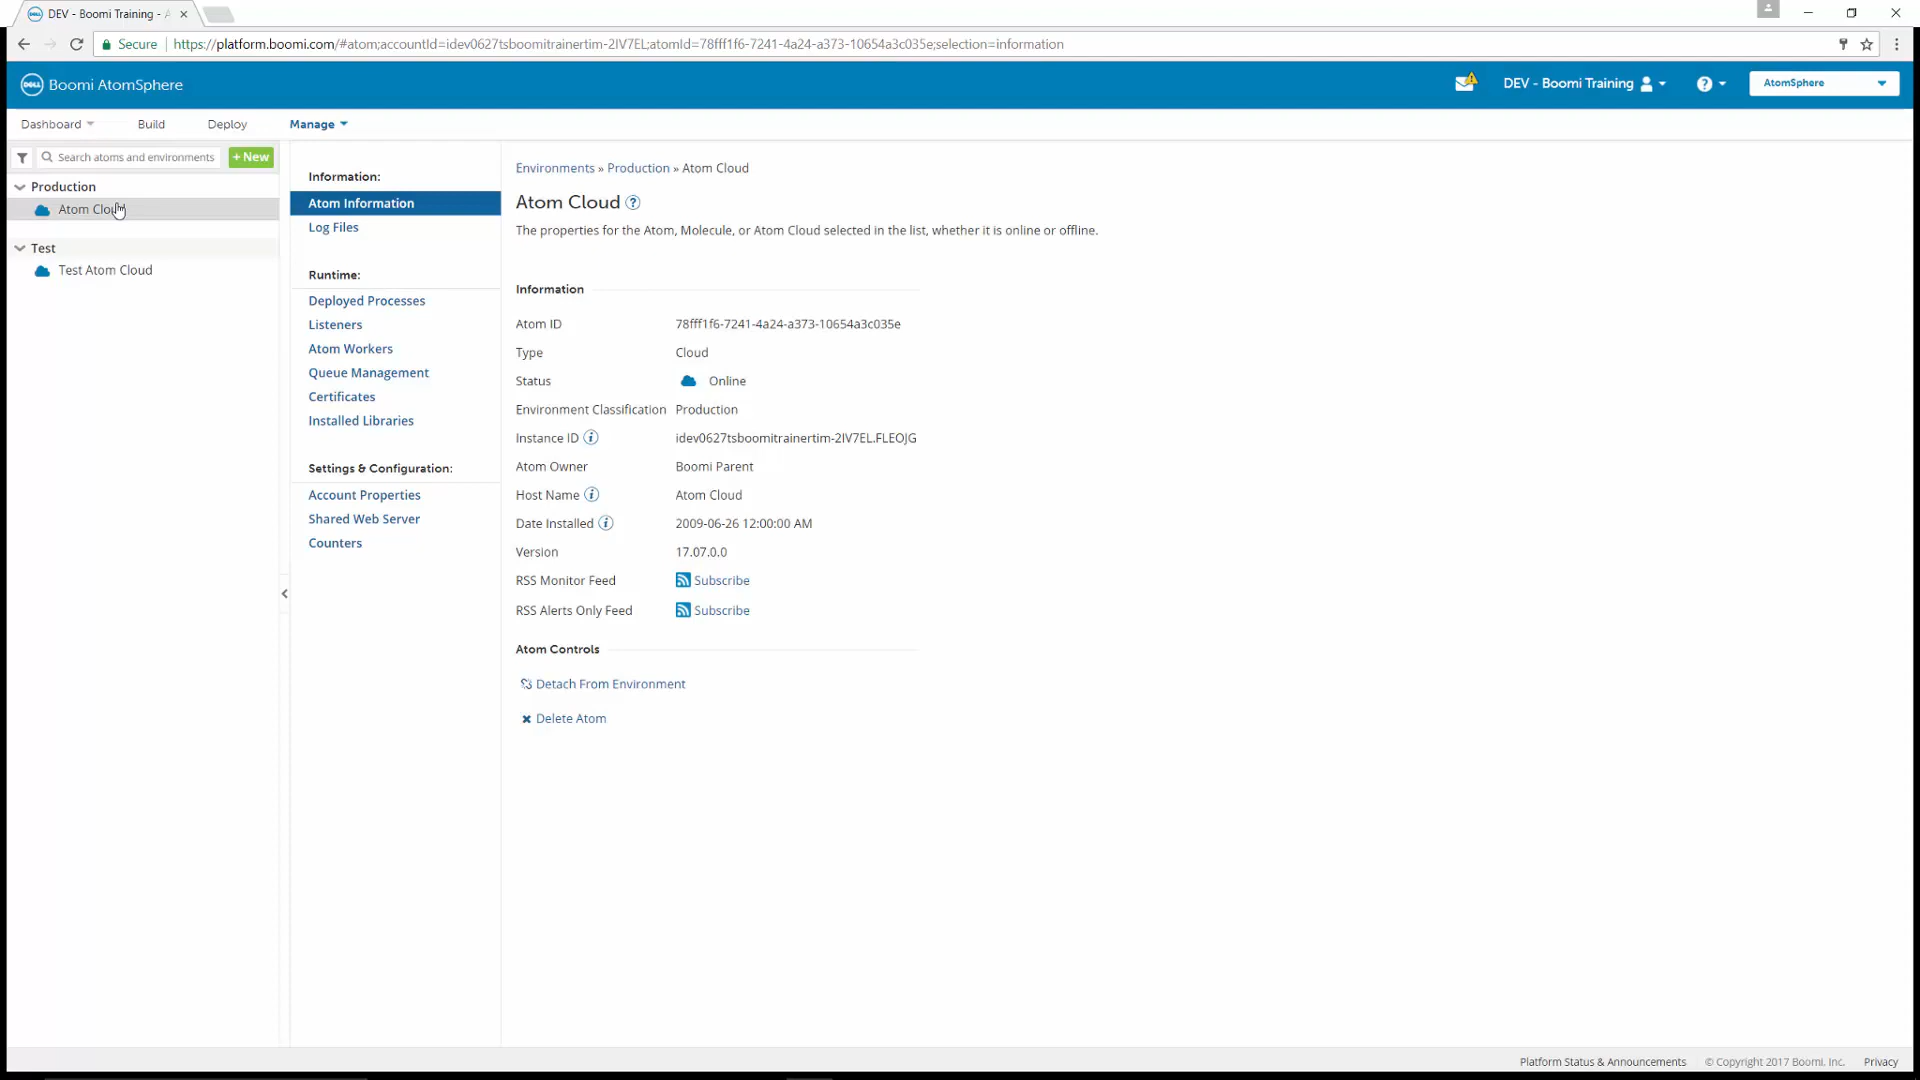 DEV - Boomi Training - A
Secure
https://platform.boomi.com/#atom;accountId=idev0627tsboomitrainertim-2IV7EL;atomId=78fff1f6-7241-4a24-a373-10654a3c035e;selection=information
DELL Boomi AtomSphere
DEV - Boomi Training
AtomSphere
Dashboard
Build
Deploy
Manage
Search atoms and environments
+ New
Production
Atom Cloud
Test
Test Atom Cloud
Information:
Atom Information
Log Files
Runtime:
Deployed Processes
Listeners
Atom Workers
Queue Management
Certificates
Installed Libraries
Settings & Configuration:
Account Properties
Shared Web Server
Counters
Environments » Production » Atom Cloud
Atom Cloud ?
The properties for the Atom, Molecule, or Atom Cloud selected in the list, whether it is online or offline.
Information
Atom ID 78fff1f6-7241-4a24-a373-10654a3c035e
Type Cloud
Status Online
Environment Classification Production
Instance ID idev0627tsboomitrainertim-2IV7EL.FLEOJG
Atom Owner Boomi Parent
Host Name Atom Cloud
Date Installed 2009-06-26 12:00:00 AM
Version 17.07.0.0
RSS Monitor Feed Subscribe
RSS Alerts Only Feed Subscribe
Atom Controls
Detach From Environment
Delete Atom
Platform Status & Announcements © Copyright 2017 Boomi, Inc. Privacy